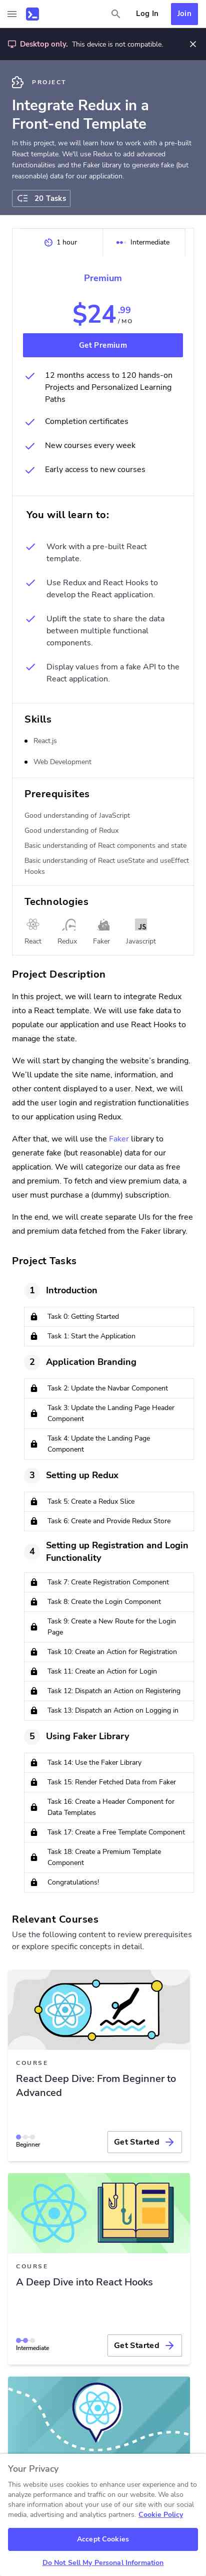 Log In
Join
Desktop only. This device is not compatible.
PROJECT
Integrate Redux in a
Front-end Template
In this project, we will learn how to work with a pre-built
React template. We'll use Redux to add advanced
functionalities and the Faker library to generate fake (but
reasonable) data for our application.
20 Tasks
1 hour
Intermediate
Premium
$24.99
/ MO
Get Premium
12 months access to 120 hands-on
Projects and Personalized Learning
Paths
Completion certificates
New courses every week
Early access to new courses
You will learn to:
Work with a pre-built React
template.
Use Redux and React Hooks to
develop the React application.
Uplift the state to share the data
between multiple functional
components.
Display values from a fake API to the
React application.
Skills
React.js
Web Development
Prerequisites
Good understanding of JavaScript
Good understanding of Redux
Basic understanding of React components and state
Basic understanding of React useState and useEffect
Hooks
Technologies
JS
React
Redux
Faker
Javascript
Project Description
In this project, we will learn to integrate Redux
into a React template. We will use fake data to
populate our application and use React Hooks to
manage the state.
We will start by changing the website's branding.
We'll update the site name, information, and
other content displayed to a user. Next, we will
add the user login and registration functionalities
to our application using Redux.
After that, we will use the Faker library to
generate fake (but reasonable) data for our
application. We will categorize our data as free
and premium. To fetch and view premium data, a
user must purchase a (dummy) subscription.
In the end, we will create separate UIs for the free
and premium data fetched from the Faker library.
Project Tasks
1 Introduction
Task 0: Getting Started
Task 1: Start the Application
2 Application Branding
Task 2: Update the Navbar Component
Task 3: Update the Landing Page Header
Component
Task 4: Update the Landing Page
Component
3 Setting up Redux
Task 5: Create a Redux Slice
Task 6: Create and Provide Redux Store
4 Setting up Registration and Login
Functionality
Task 7: Create Registration Component
Task 8: Create the Login Component
Task 9: Create a New Route for the Login
Page
Task 10: Create an Action for Registration
Task 11: Create an Action for Login
Task 12: Dispatch an Action on Registering
Task 13: Dispatch an Action on Logging in
5 Using Faker Library
Task 14: Use the Faker Library
Task 15: Render Fetched Data from Faker
Task 16: Create a Header Component for
Data Templates
Task 17: Create a Free Template Component
Task 18: Create a Premium Template
Component
Congratulations!
Relevant Courses
Use the following content to review prerequisites
or explore specific concepts in detail.
COURSE
React Deep Dive: From Beginner to
Advanced
Beginner
Get Started
COURSE
A Deep Dive into React Hooks
Intermediate
Get Started
Your Privacy
This website uses cookies to enhance user experience and to
analyze performance and traffic on our website. We also
share information about your use of our site with our social
media, advertising and analytics partners. Cookie Policy
Accept Cookies
Do Not Sell My Personal Information